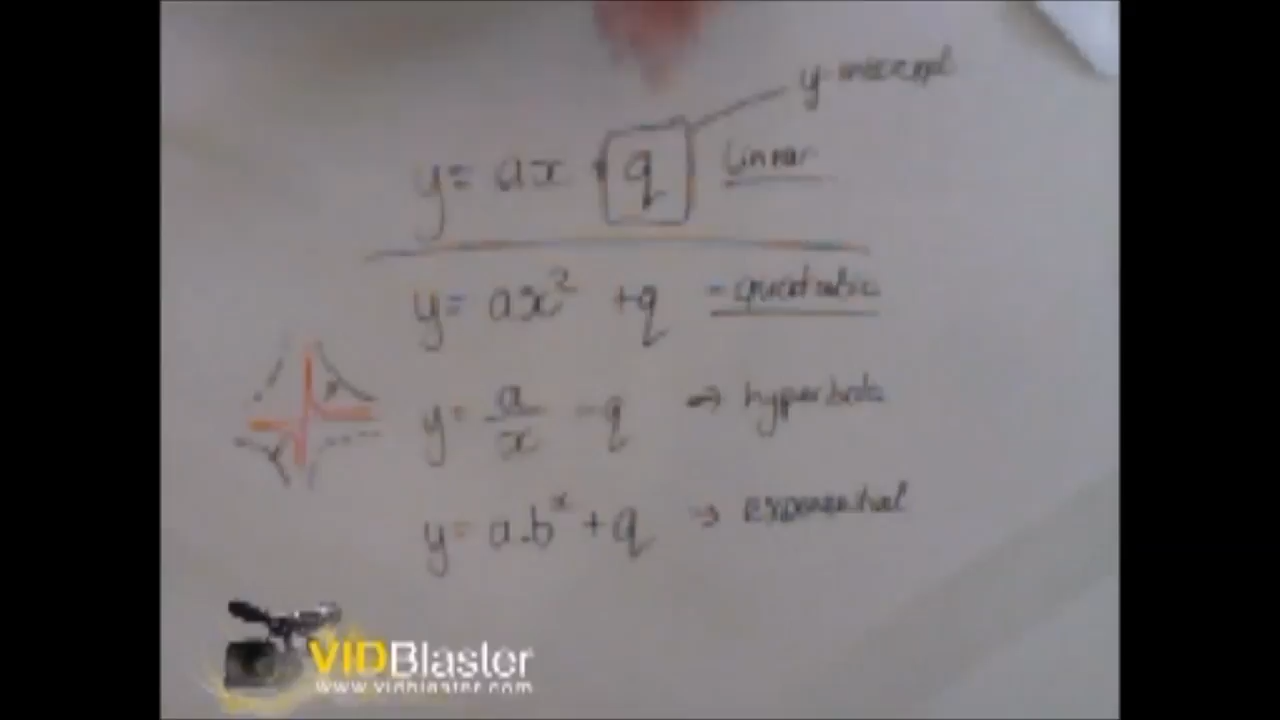 y-intercept
y = ax + q linear
y = ax² + q - quadratic
y = a/x - q → hyperbola
y = a.b^x + q → exponential
VIDBlaster
www.vidblaster.com